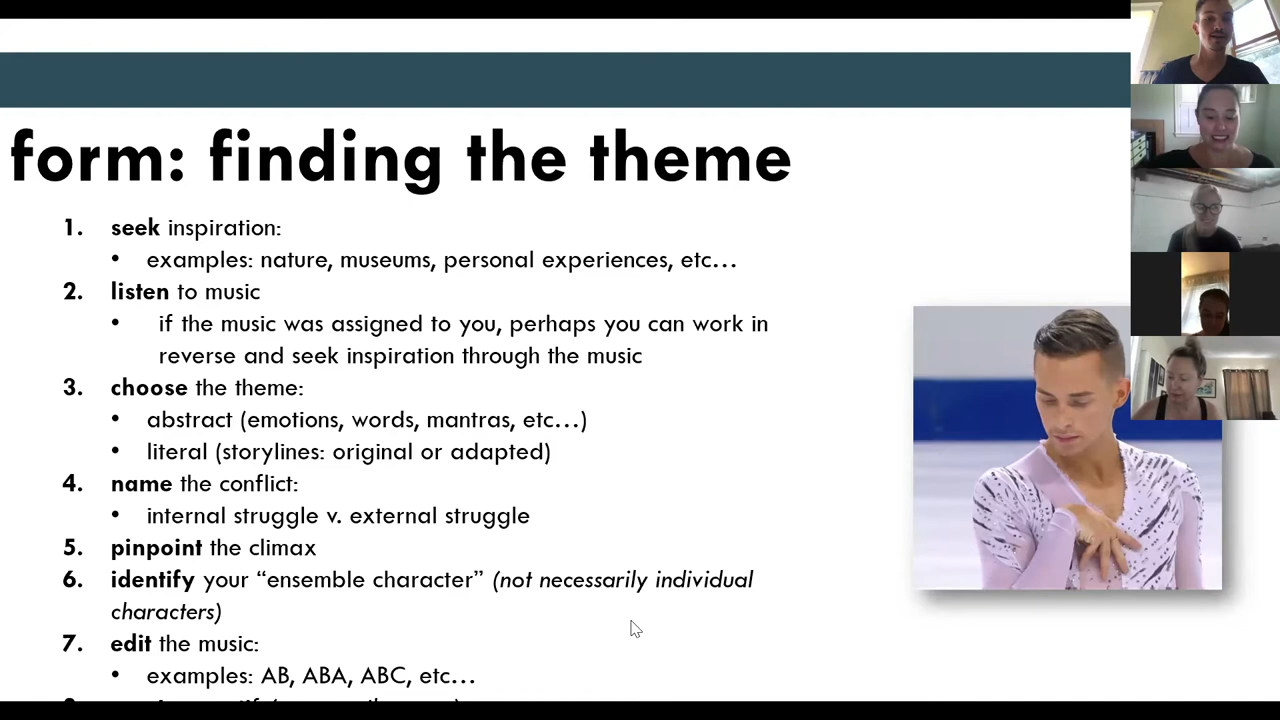 form: finding the theme
1. seek inspiration:
• examples: nature, museums, personal experiences, etc…
2. listen to music
• if the music was assigned to you, perhaps you can work in
reverse and seek inspiration through the music
3. choose the theme:
• abstract (emotions, words, mantras, etc…)
• literal (storylines: original or adapted)
4. name the conflict:
• internal struggle v. external struggle
5. pinpoint the climax
6. identify your “ensemble character” (not necessarily individual
characters)
7. edit the music:
• examples: AB, ABA, ABC, etc…